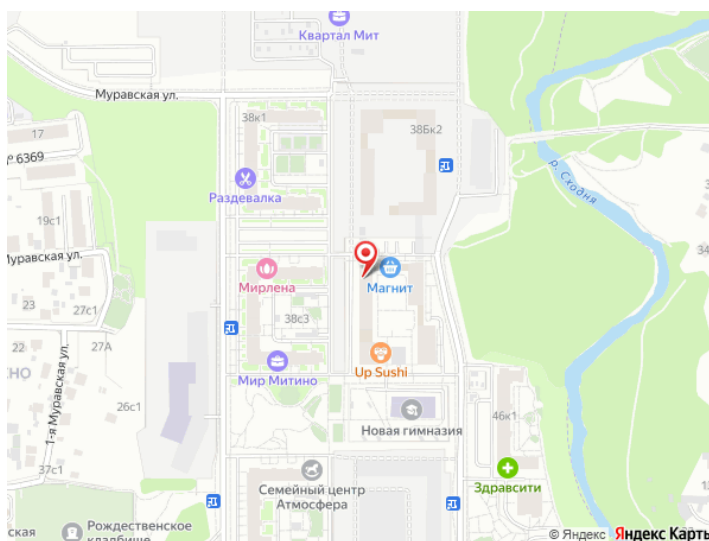 Квартал Мит
Муравская ул.
38к1
38Бк2
17
№ 6369
р. Сходня
Раздевалка
19с1
34
Муравская ул.
Мирлена
Магнит
23
27с1
38с3
22
27А
Мир Митино
Up Sushi
1-я Муравская ул.
26с1
Новая гимназия
46к1
37с1
Семейный центр
Атмосфера
Здравсити
Рождественское
кладбище
© Яндекс Яндекс Карты